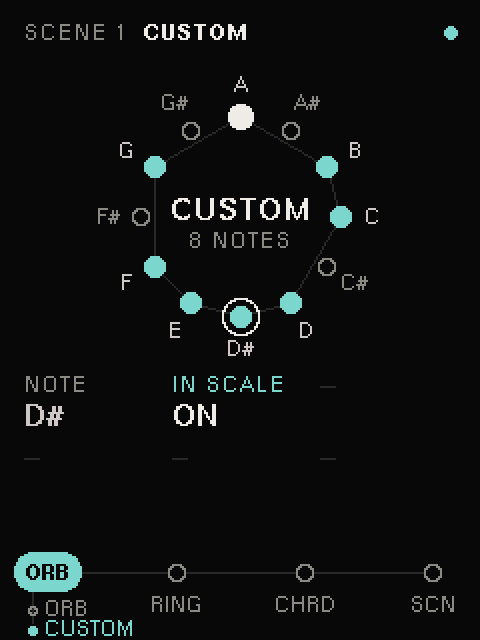 SCENE 1 CUSTOM
A
G# A#
G B
CUSTOM
F# C
8 NOTES
F C#
E D
D#
NOTE IN SCALE —
D# ON
— — —
ORB
RING CHRD SCN
ORB
CUSTOM